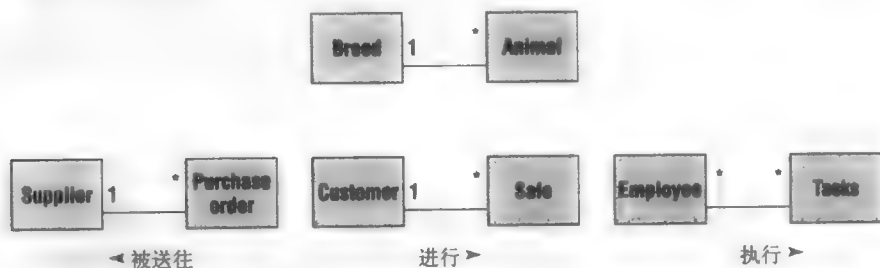 Breed 1 * Animal
Supplier 1 * Purchase order
Customer 1 * Sale
Employee * * Tasks
◄ 被送往
进行 ►
执行 ►